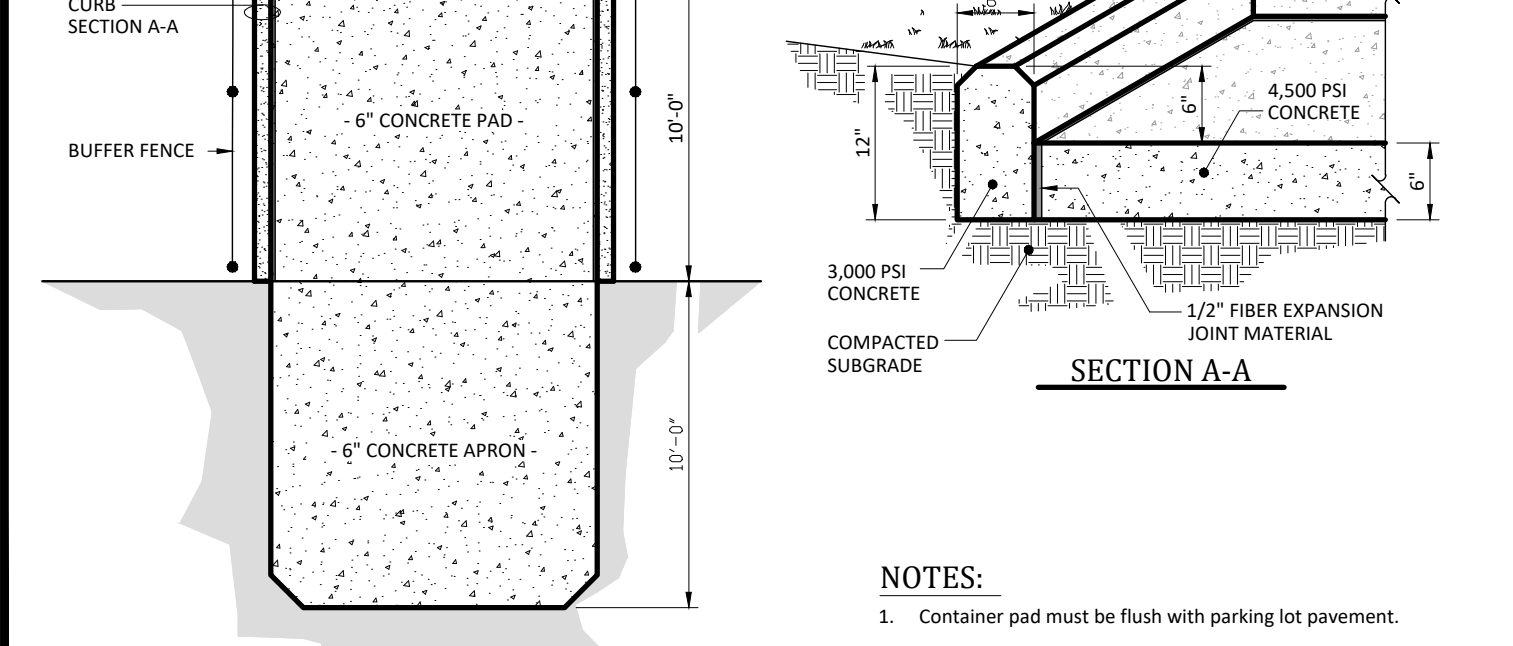 CURB
SECTION A-A
BUFFER FENCE
- 6" CONCRETE PAD -
10'-0"
- 6" CONCRETE APRON -
10'-0"
12"
6"
4,500 PSI
CONCRETE
6"
3,000 PSI
CONCRETE
COMPACTED
SUBGRADE
1/2" FIBER EXPANSION
JOINT MATERIAL
SECTION A-A
NOTES:
1. Container pad must be flush with parking lot pavement.